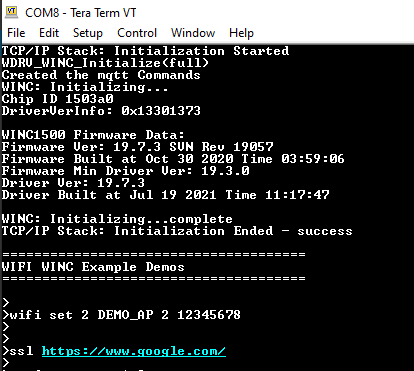 COM8 - Tera Term VT
File Edit Setup Control Window Help
TCP/IP Stack: Initialization Started
WDRV_WINC_Initialize(full)
Created the mqtt Commands
WINC: Initializing...
Chip ID 1503a0
DriverVerInfo: 0x13301373
WINC1500 Firmware Data:
Firmware Ver: 19.7.3 SVN Rev 19057
Firmware Built at Oct 30 2020 Time 03:59:06
Firmware Min Driver Ver: 19.3.0
Driver Ver: 19.7.3
Driver Built at Jul 19 2021 Time 11:17:47
WINC: Initializing...complete
TCP/IP Stack: Initialization Ended - success
=====================================
WIFI WINC Example Demos
=====================================
>
>wifi set 2 DEMO_AP 2 12345678
>
>
>ssl https://www.google.com/
>